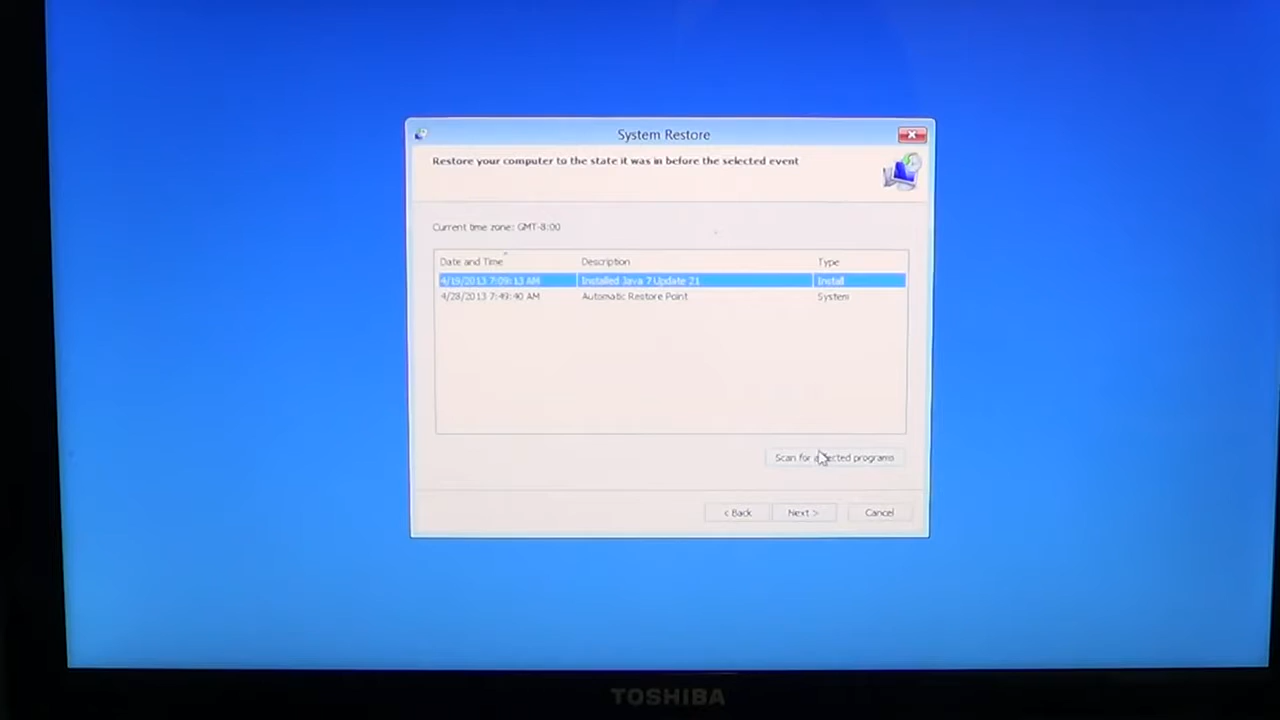 System Restore
Restore your computer to the state it was in before the selected event
Current time zone: GMT-8:00
Date and Time Description Type
4/19/2013 7:09:13 AM Installed Java 7 Update 21 Install
4/28/2013 7:49:40 AM Automatic Restore Point System
Scan for affected programs
< Back Next > Cancel
TOSHIBA